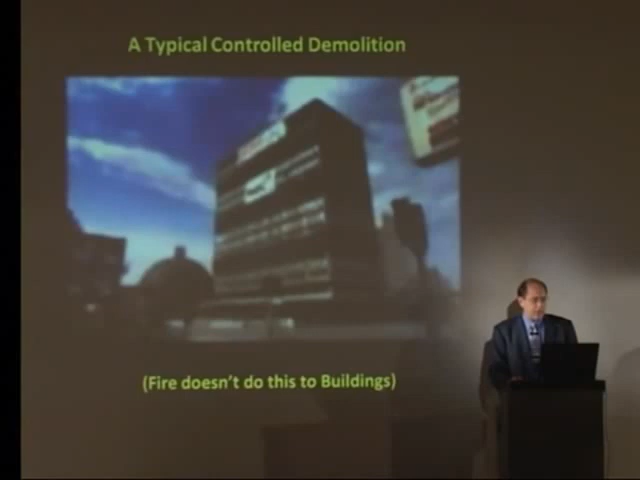 A Typical Controlled Demolition
(Fire doesn't do this to Buildings)